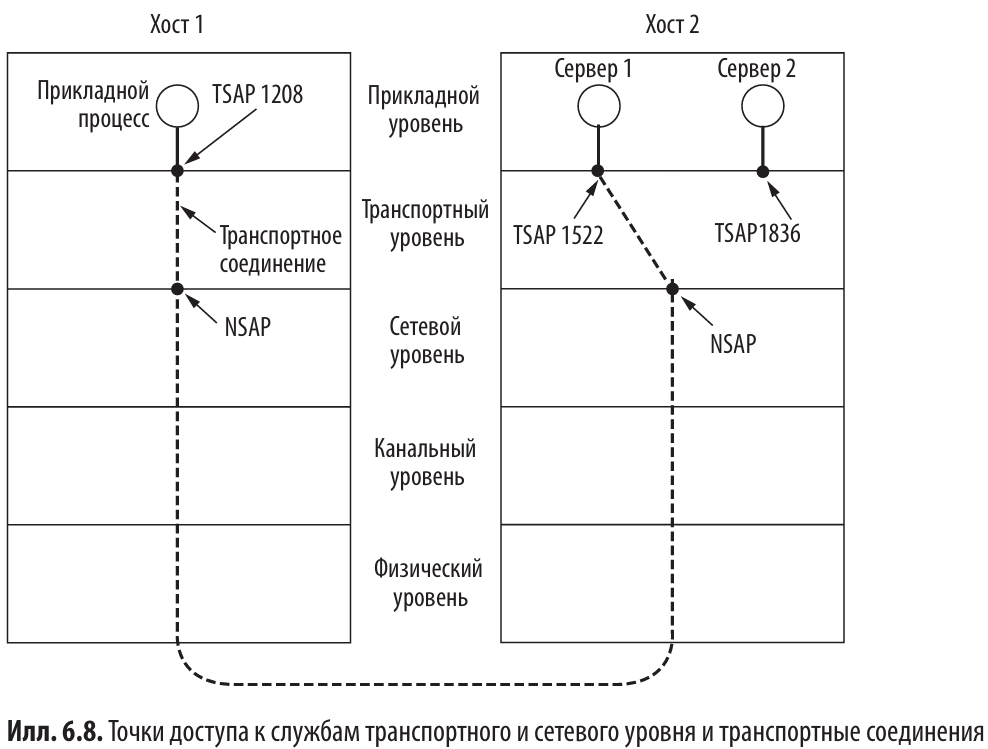 Хост 1
Хост 2
Прикладной
процесс
TSAP 1208
Прикладной
уровень
Сервер 1
Сервер 2
Транспортное
соединение
Транспортный
уровень
TSAP 1522
TSAP1836
NSAP
Сетевой
уровень
NSAP
Канальный
уровень
Физический
уровень
Илл. 6.8. Точки доступа к службам транспортного и сетевого уровня и транспортные соединения